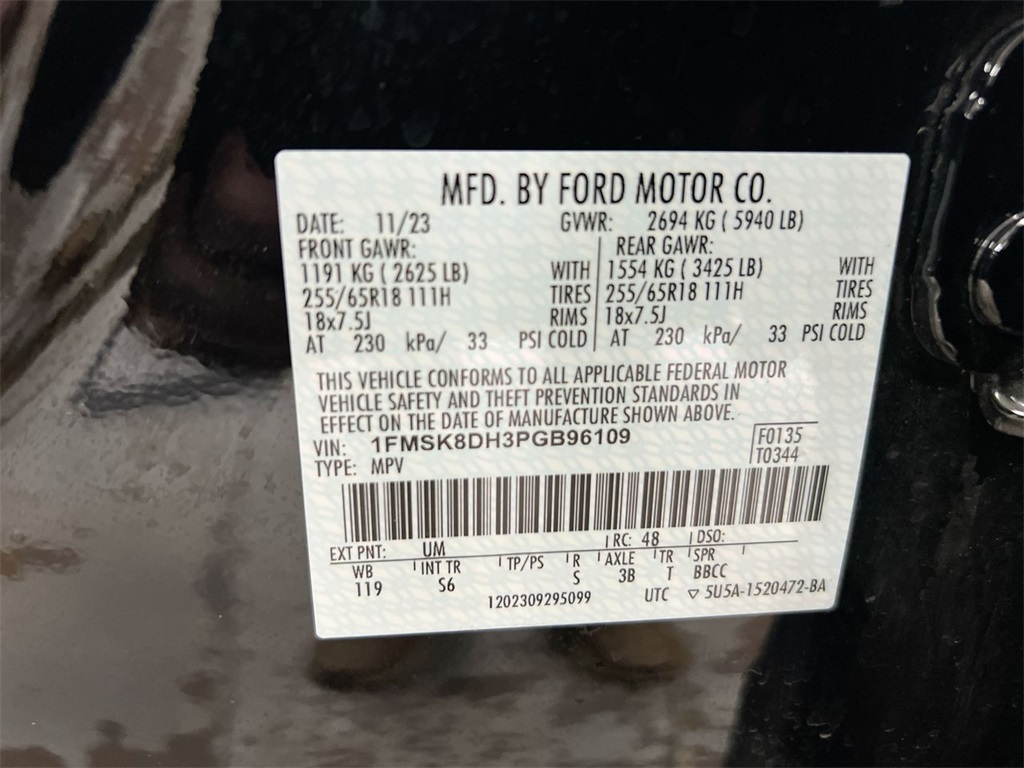 MFD. BY FORD MOTOR CO.
DATE: 11/23 GVWR: 2694 KG ( 5940 LB)
FRONT GAWR: REAR GAWR:
1191 KG ( 2625 LB) WITH 1554 KG ( 3425 LB) WITH
255/65R18 111H TIRES 255/65R18 111H TIRES
18x7.5J RIMS 18x7.5J RIMS
AT 230 kPa/ 33 PSI COLD AT 230 kPa/ 33 PSI COLD
THIS VEHICLE CONFORMS TO ALL APPLICABLE FEDERAL MOTOR
VEHICLE SAFETY AND THEFT PREVENTION STANDARDS IN
EFFECT ON THE DATE OF MANUFACTURE SHOWN ABOVE.
VIN: 1FMSK8DH3PGB96109 F0135
TYPE: MPV T0344
EXT PNT: UM RC: 48 DSO:
WB INT TR TP/PS R AXLE TR SPR
119 S6 S 3B T BBCC
1202309295099 UTC ▽ 5U5A-1520472-BA